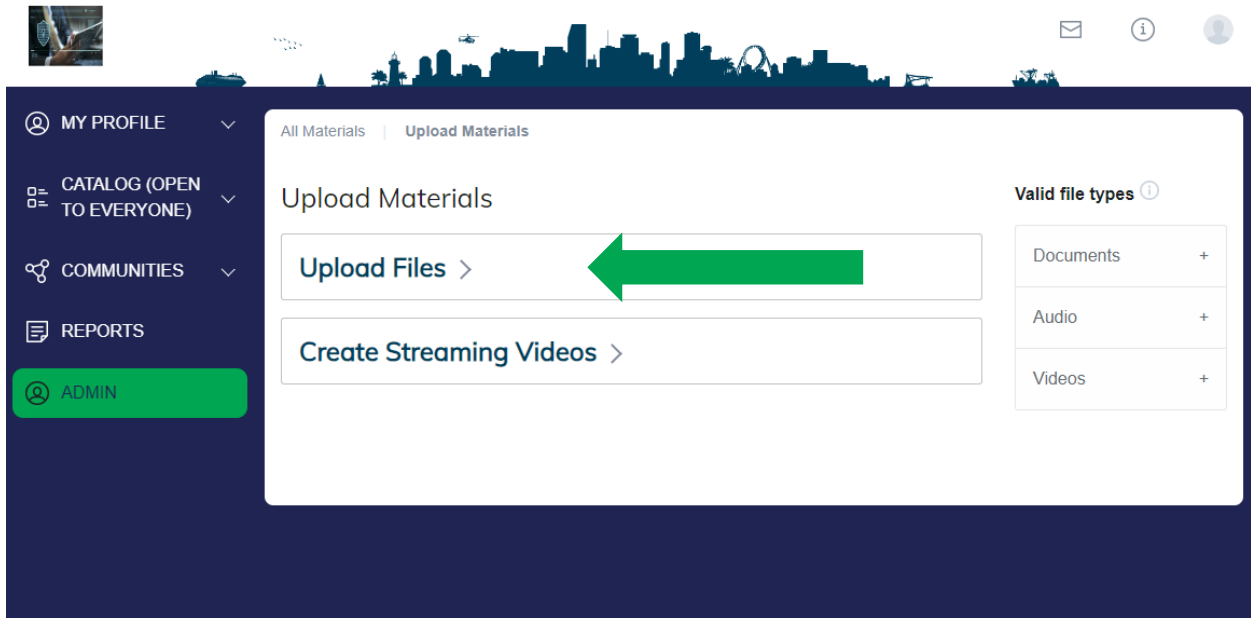 MY PROFILE
CATALOG (OPEN
TO EVERYONE)
COMMUNITIES
REPORTS
ADMIN
All Materials | Upload Materials
Upload Materials
Upload Files >
Create Streaming Videos >
Valid file types
Documents +
Audio +
Videos +